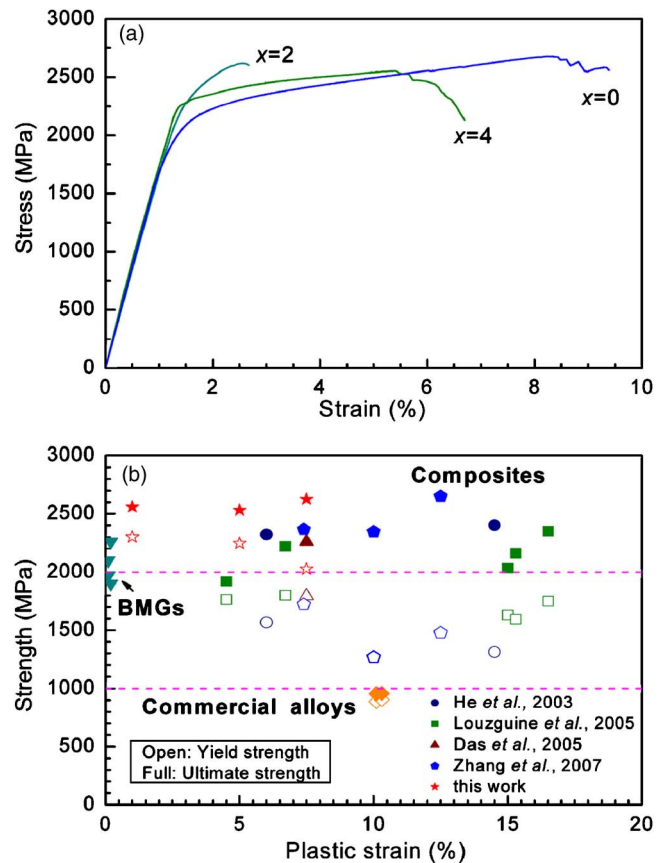 (a)
x=2
x=0
x=4
Stress (MPa)
3000
2500
2000
1500
1000
500
0
0 2 4 6 8 10
Strain (%)
(b)
Composites
BMGs
Commercial alloys
Open: Yield strength
Full: Ultimate strength
He et al., 2003
Louzguine et al., 2005
Das et al., 2005
Zhang et al., 2007
this work
Strength (MPa)
3000
2500
2000
1500
1000
500
0
0 5 10 15 20
Plastic strain (%)